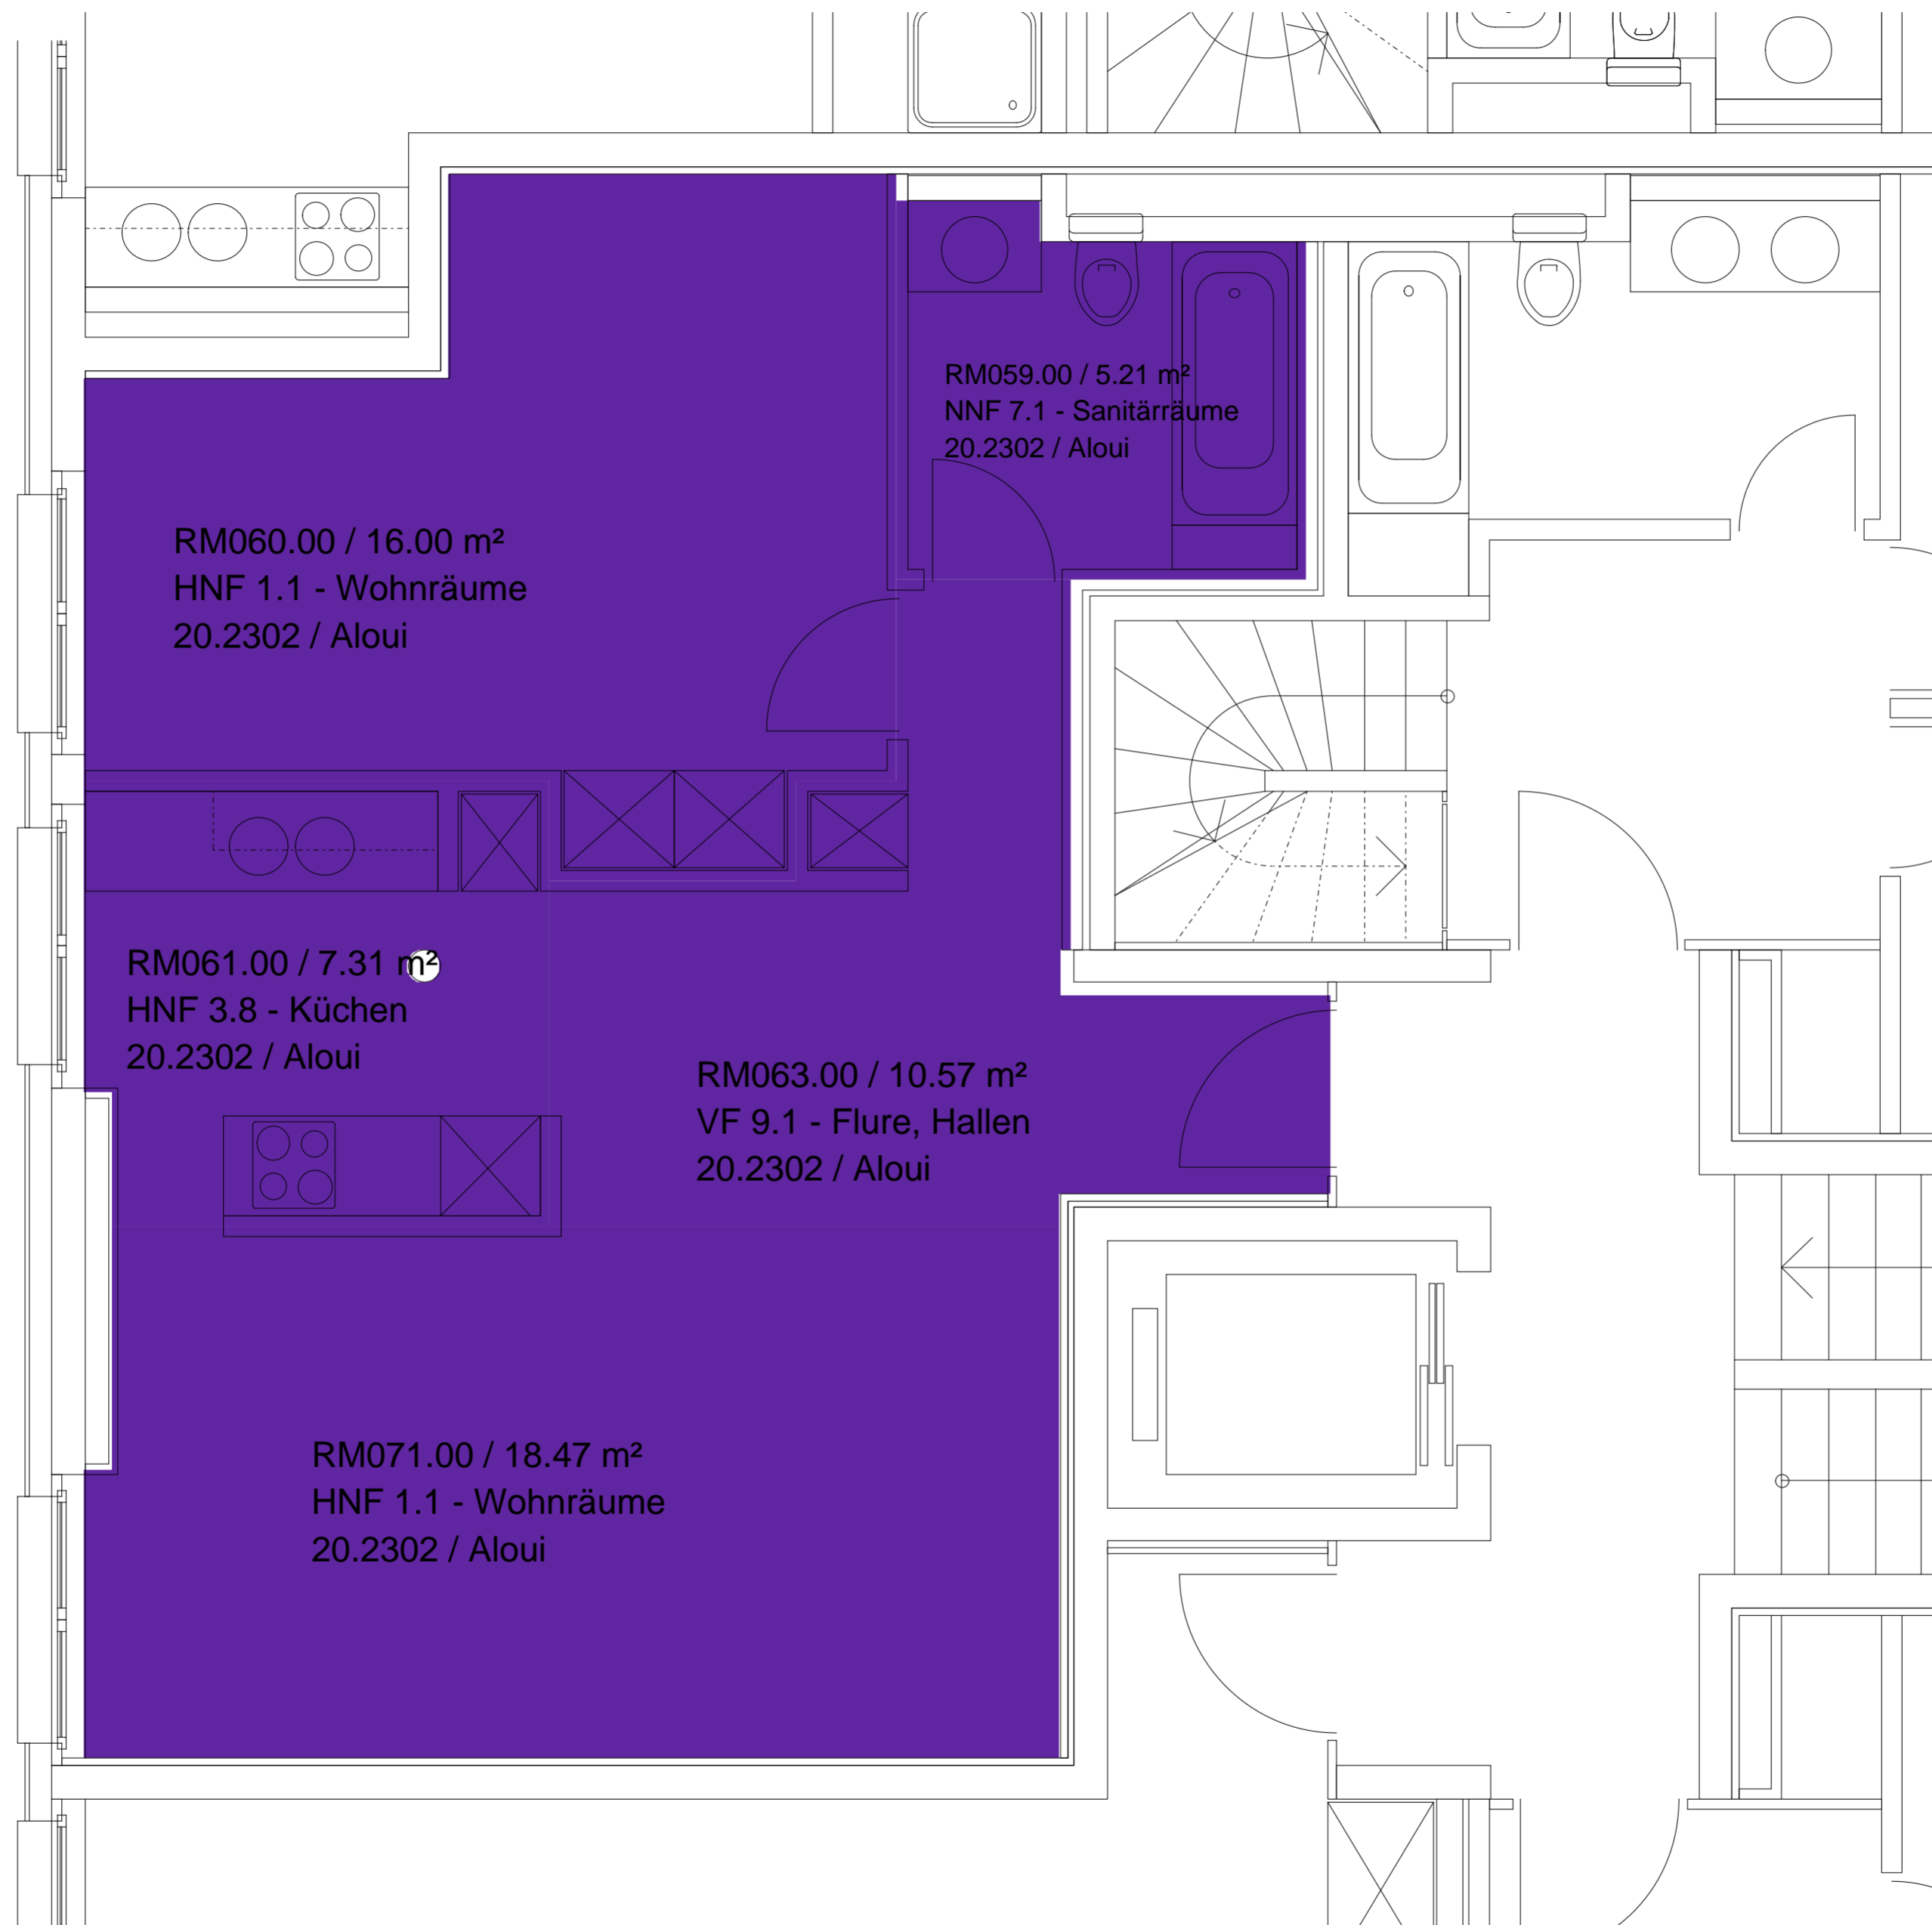 RM059.00 / 5.21 m²
NNF 7.1 - Sanitärräume
20.2302 / Aloui
RM060.00 / 16.00 m²
HNF 1.1 - Wohnräume
20.2302 / Aloui
RM061.00 / 7.31 m²
HNF 3.8 - Küchen
20.2302 / Aloui
RM063.00 / 10.57 m²
VF 9.1 - Flure, Hallen
20.2302 / Aloui
RM071.00 / 18.47 m²
HNF 1.1 - Wohnräume
20.2302 / Aloui